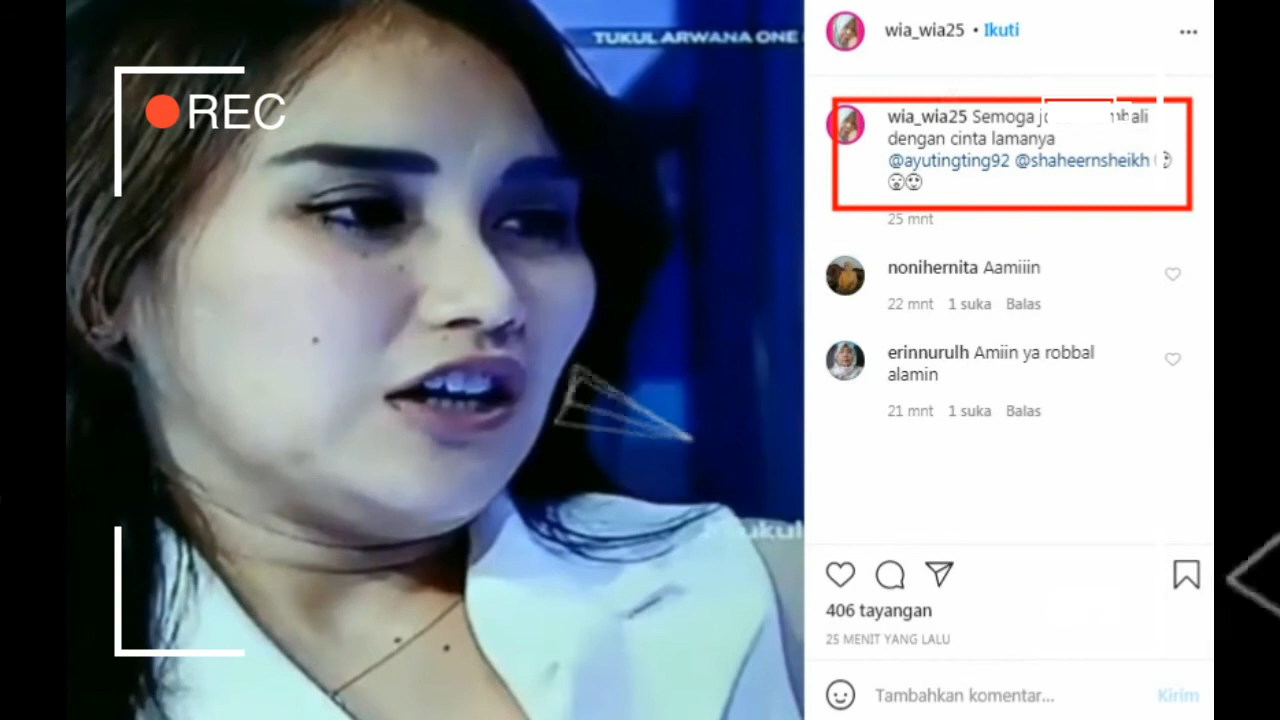 TUKUL ARWANA ONE
REC
ukul
wia_wia25 • Ikuti
wia_wia25 Semoga
dengan cinta lamanya
@ayutingting92 @shaheernsheikh
25 mnt
nonihernita Aamiiin
22 mnt 1 suka Balas
erinnurulh Amiin ya robbal
alamin
21 mnt 1 suka Balas
406 tayangan
25 MENIT YANG LALU
Tambahkan komentar... Kirim